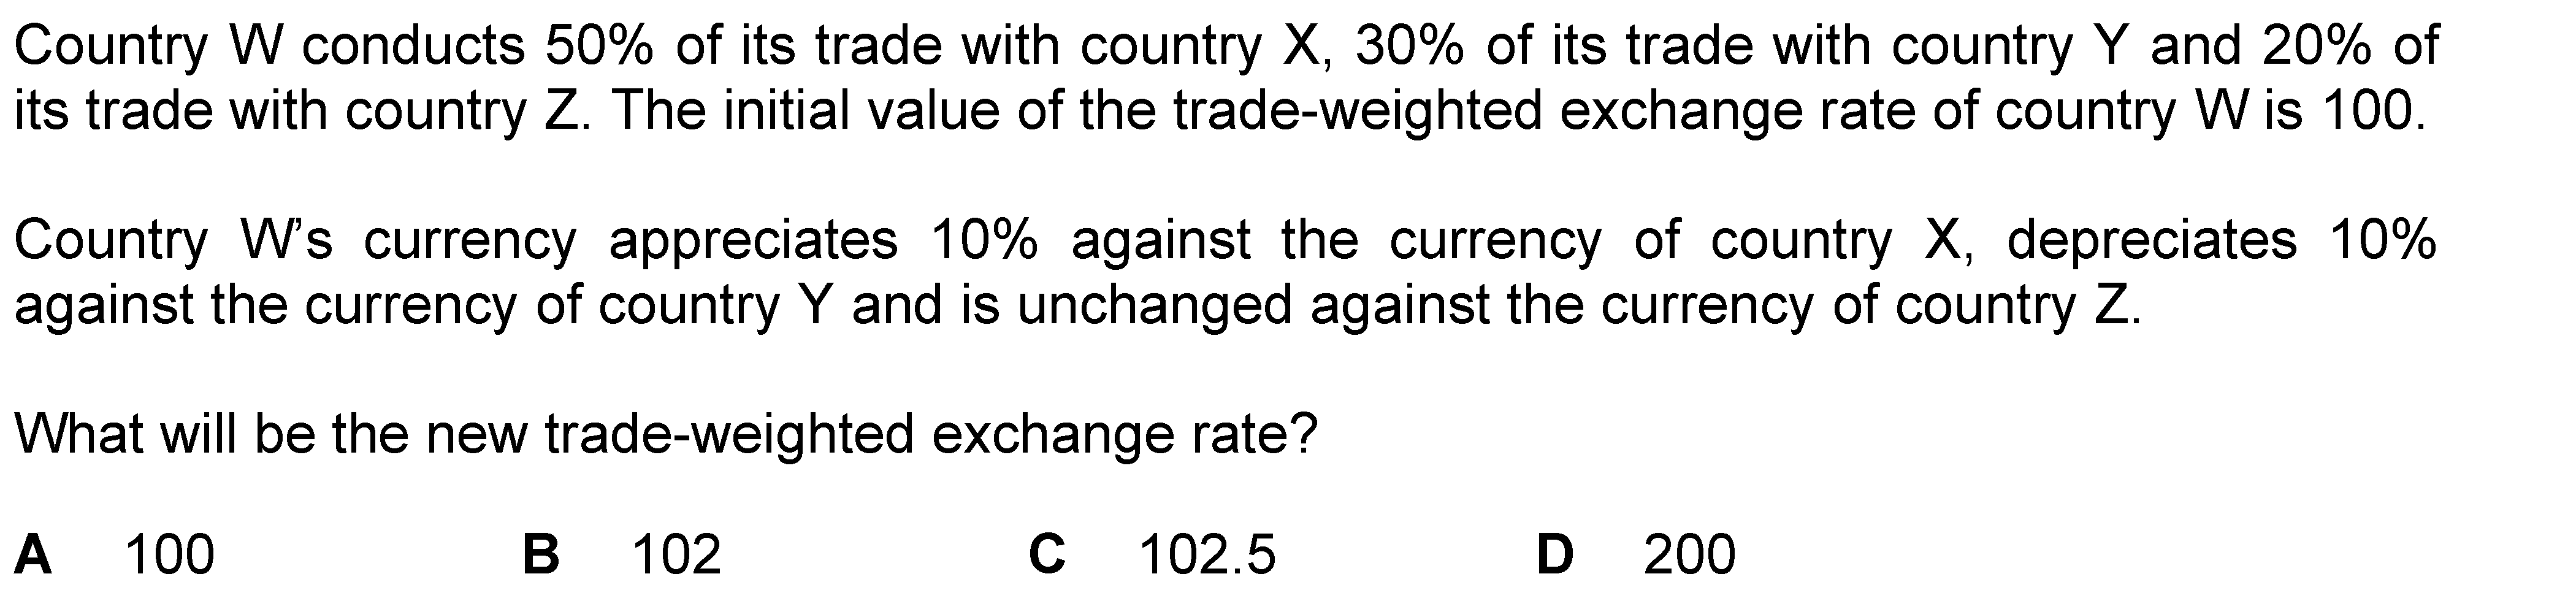 Country W conducts 50% of its trade with country X, 30% of its trade with country Y and 20% of
its trade with country Z. The initial value of the trade-weighted exchange rate of country W is 100.
Country W’s currency appreciates 10% against the currency of country X, depreciates 10%
against the currency of country Y and is unchanged against the currency of country Z.
What will be the new trade-weighted exchange rate?
A 100 B 102 C 102.5 D 200